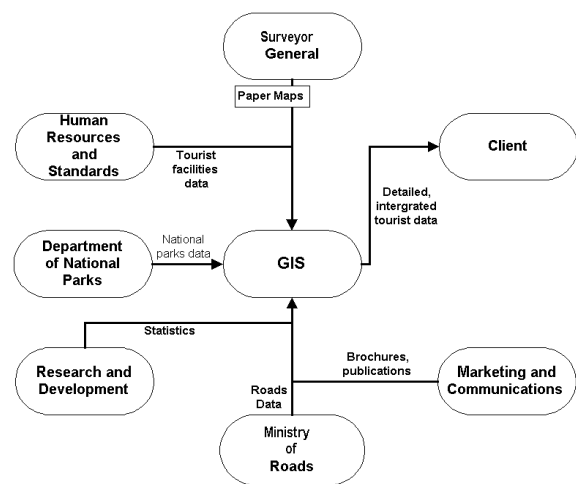 Surveyor
General
Paper Maps
Human
Resources
and
Standards
Tourist
facilities
data
Client
Detailed,
intergrated
tourist data
Department
of National
Parks
National
parks data
GIS
Statistics
Research and
Development
Brochures,
publications
Marketing and
Communications
Roads
Data
Ministry
of
Roads